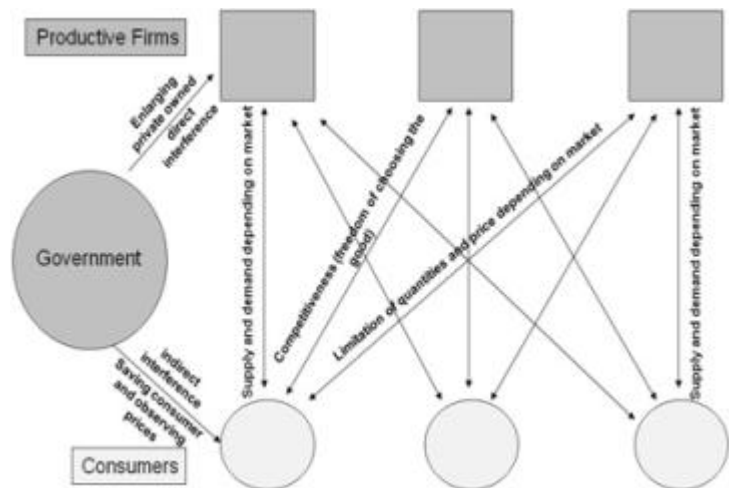 Productive Firms
Enlarging
private owned
direct
interference
Government
indirect
interference
Saving consumer
and observing
prices
Consumers
Supply and demand depending on market
Competitiveness (freedom of choosing the
good)
Limitation of quantities and price depending on market
Supply and demand depending on market